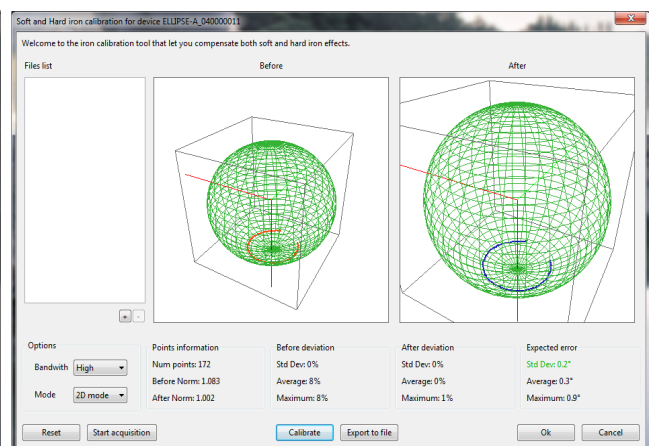 Soft and Hard iron calibration for device ELLIPSE-A_040000011
Welcome to the iron calibration tool that let you compensate both soft and hard iron effects.
Files list
Before
After
+ -
Options
Bandwith High
Mode 2D mode
Points information
Num points: 172
Before Norm: 1.083
After Norm: 1.002
Before deviation
Std Dev: 0%
Average: 8%
Maximum: 8%
After deviation
Std Dev: 0%
Average: 0%
Maximum: 1%
Expected error
Std Dev: 0.2°
Average: 0.3°
Maximum: 0.9°
Reset Start acquisition Calibrate Export to file Ok Cancel